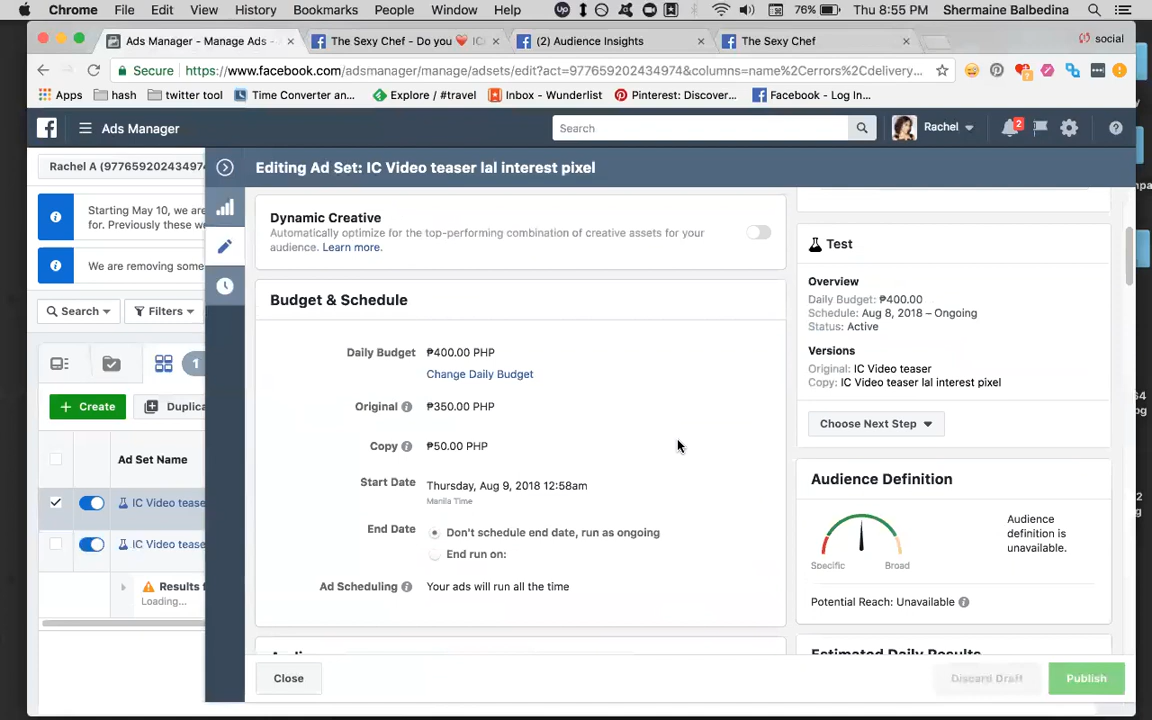 Chrome File Edit View History Bookmarks People Window Help 76% Thu 8:55 PM Shermaine Balbedina
Ads Manager - Manage Ads - The Sexy Chef - Do you ❤️ IC (2) Audience Insights The Sexy Chef social
Secure https://www.facebook.com/adsmanager/manage/adsets/edit?act=977659202434974&columns=name%2Cerrors%2Cdelivery...
Apps hash twitter tool Time Converter an... Explore / #travel Inbox - Wunderlist Pinterest: Discover... Facebook - Log In...
Ads Manager Search Rachel 2
Rachel A (977659202434974
Editing Ad Set: IC Video teaser lal interest pixel
Starting May 10, we are
for. Previously these w
We are removing some
Search Filters
1
+ Create Duplica
Ad Set Name
IC Video tease
IC Video tease
Results f
Loading...
Dynamic Creative
Automatically optimize for the top-performing combination of creative assets for your
audience. Learn more.
Budget & Schedule
Daily Budget ₱400.00 PHP
Change Daily Budget
Original ₱350.00 PHP
Copy ₱50.00 PHP
Start Date Thursday, Aug 9, 2018 12:58am
Manila Time
End Date Don't schedule end date, run as ongoing
End run on:
Ad Scheduling Your ads will run all the time
Test
Overview
Daily Budget: ₱400.00
Schedule: Aug 8, 2018 – Ongoing
Status: Active
Versions
Original: IC Video teaser
Copy: IC Video teaser lal interest pixel
Choose Next Step
Audience Definition
Audience
definition is
unavailable.
Specific Broad
Potential Reach: Unavailable
Estimated Daily Results
Close Discard Draft Publish